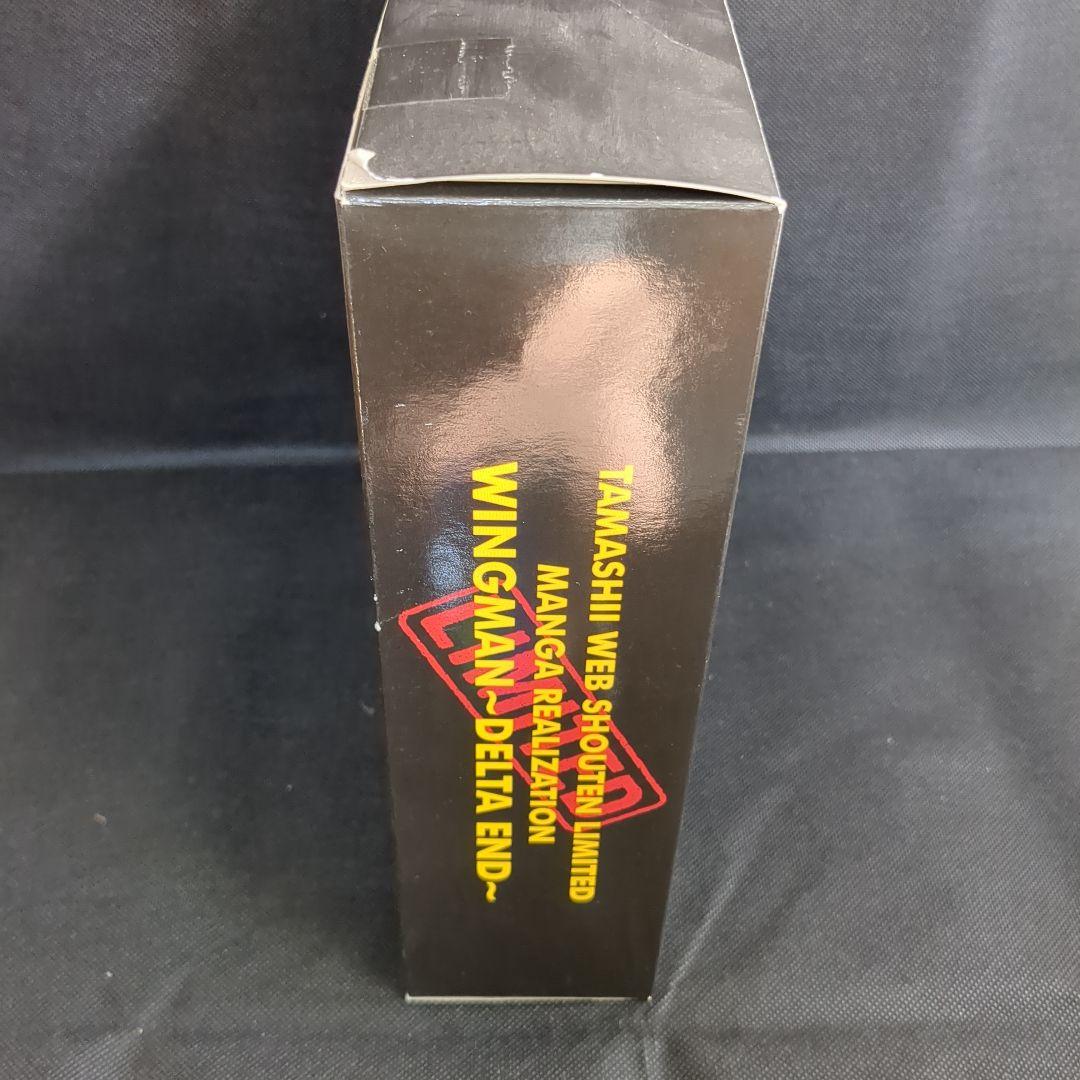 TAMASHII WEB SHOUTEN LIMITED
MANGA REALIZATION
WINGMAN~DELTA END~
LIMITED